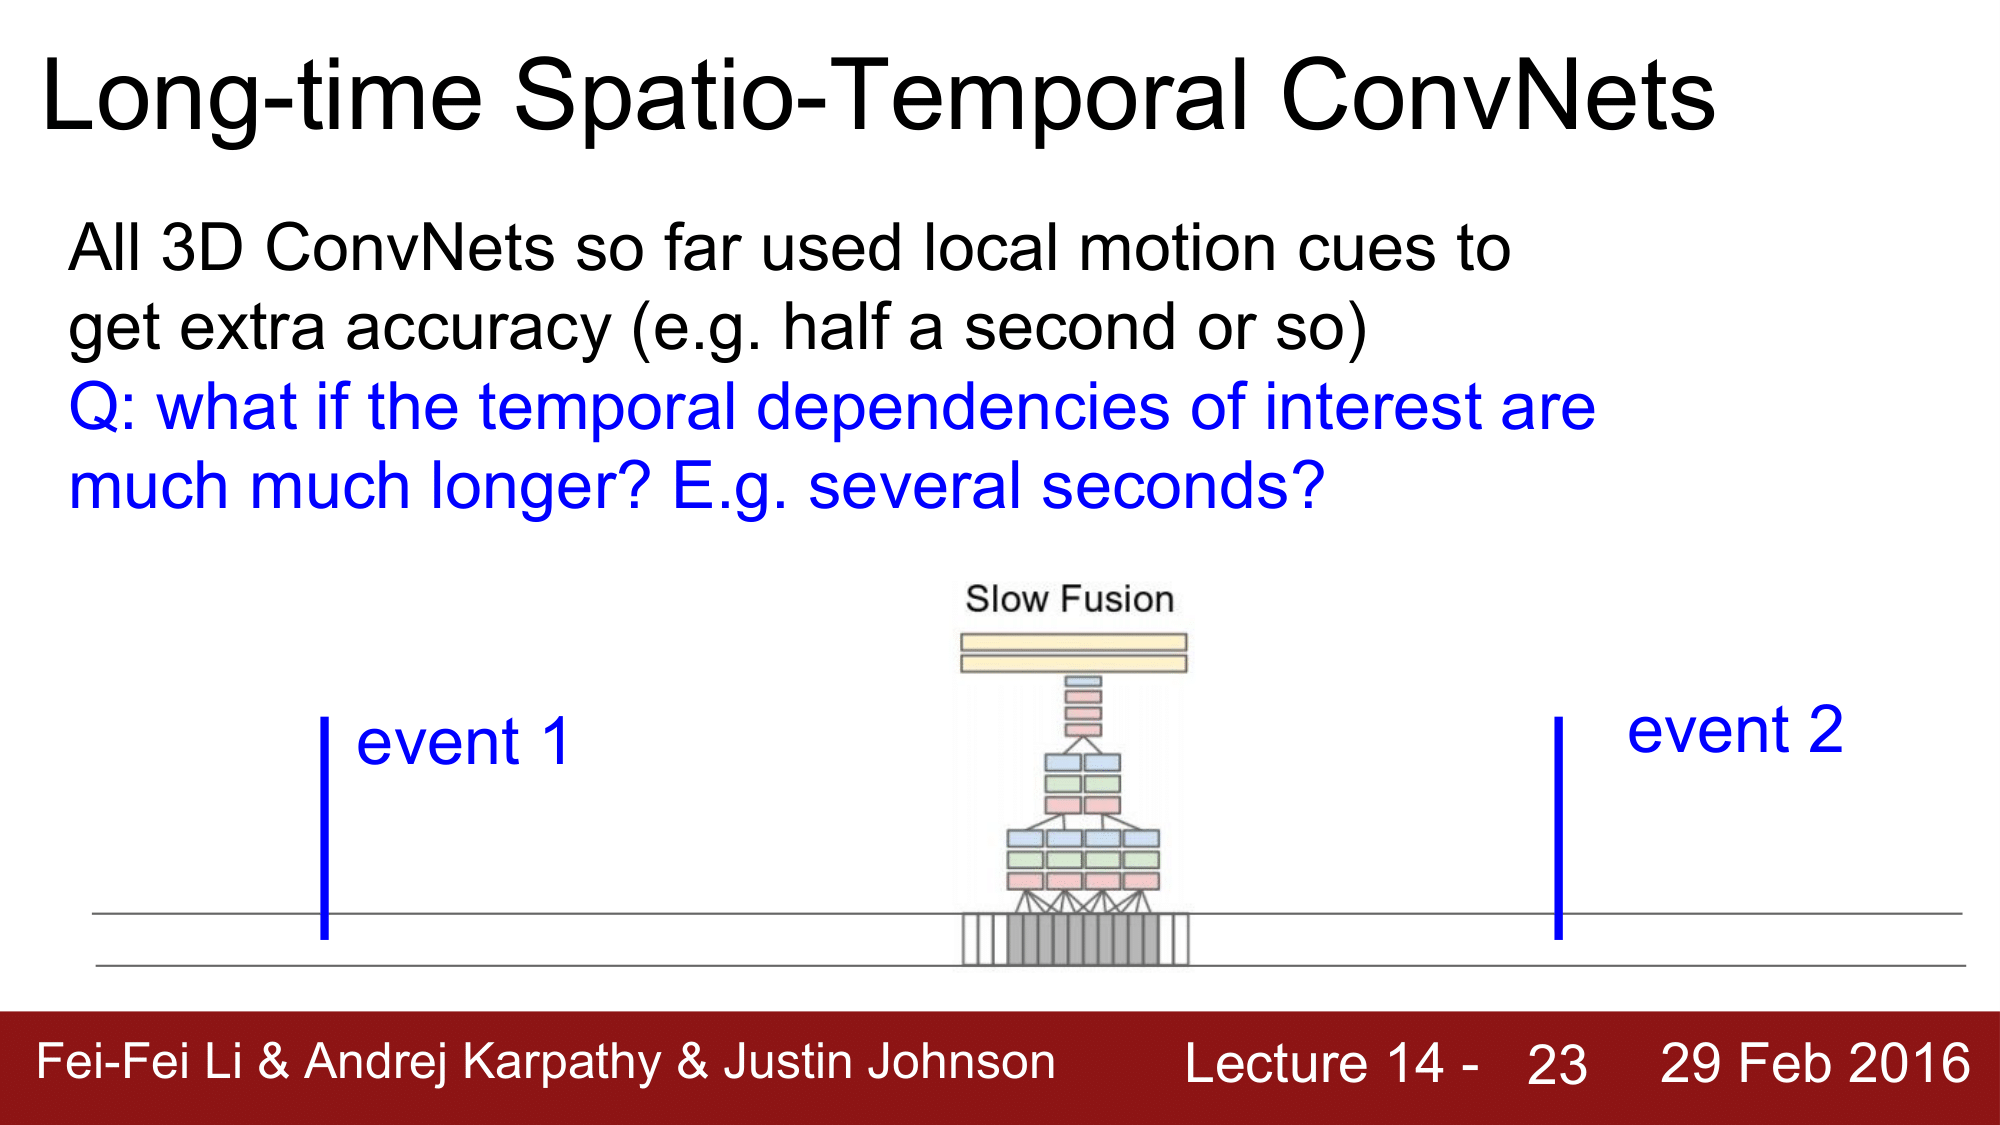 Long-time Spatio-Temporal ConvNets
All 3D ConvNets so far used local motion cues to
get extra accuracy (e.g. half a second or so)
Q: what if the temporal dependencies of interest are
much much longer? E.g. several seconds?
Slow Fusion
event 1
event 2
Fei-Fei Li & Andrej Karpathy & Justin Johnson
Lecture 14 - 23
29 Feb 2016